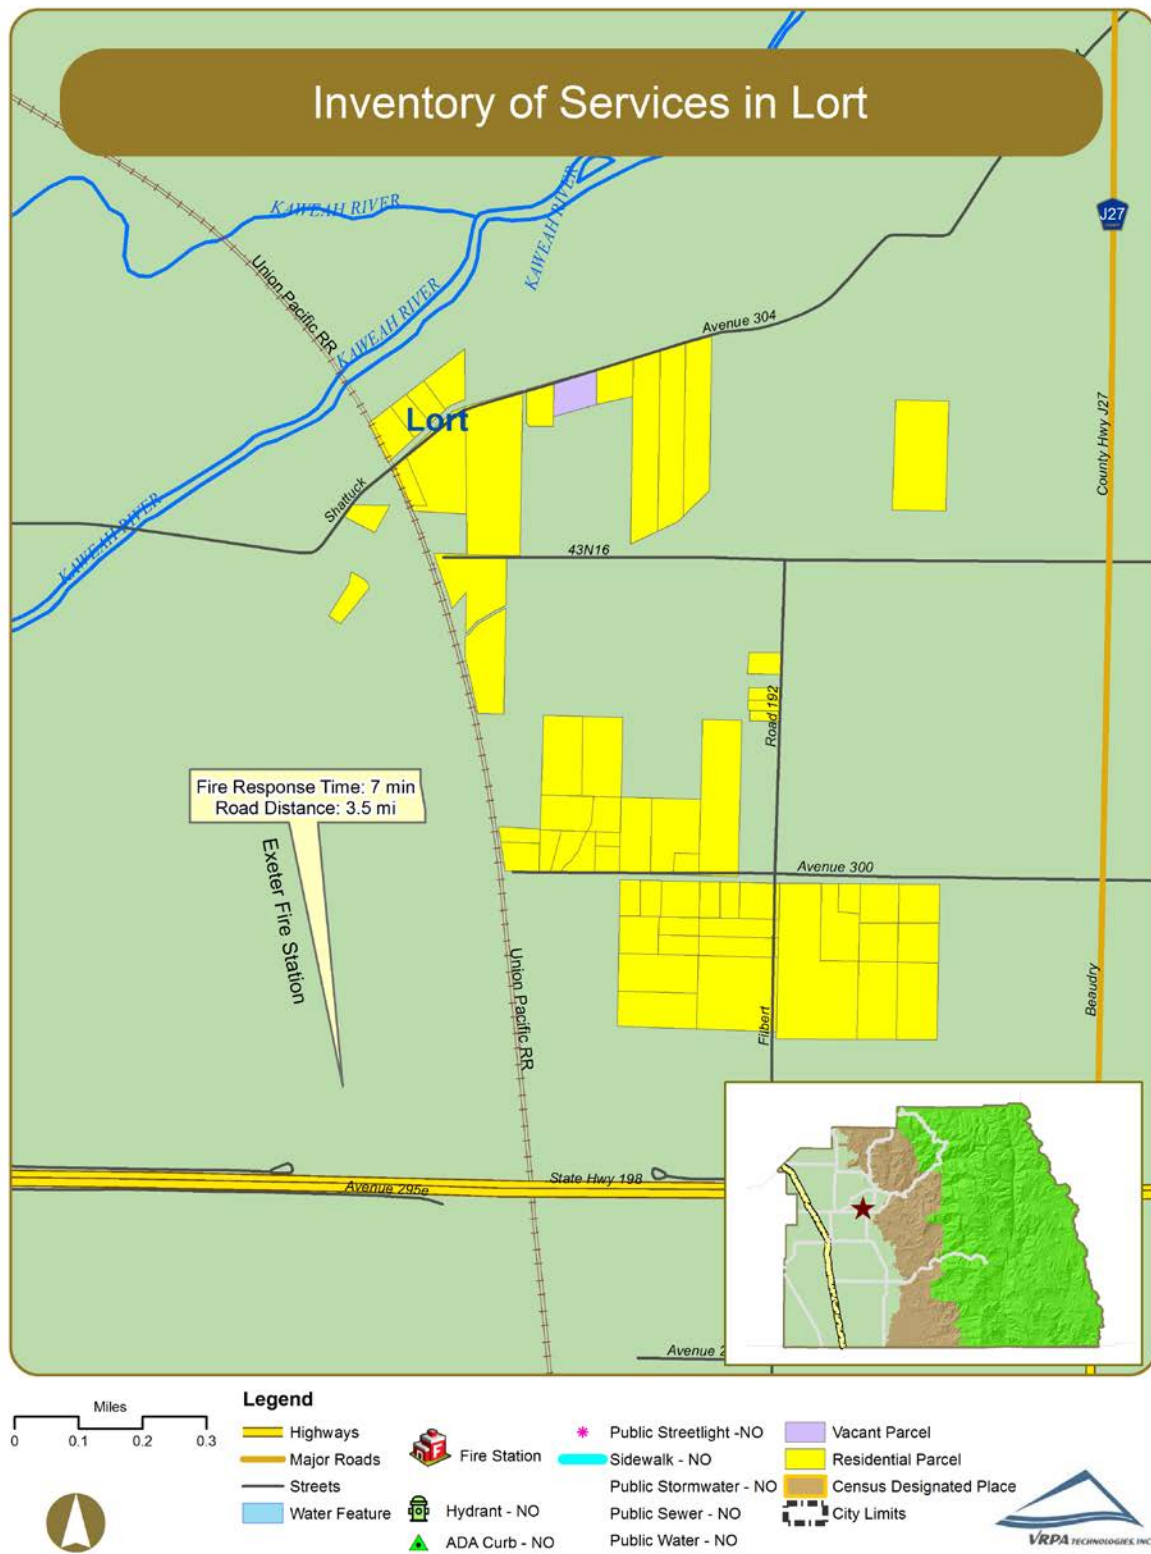 Inventory of Services in Lort
J27
KAWEAH RIVER
KAWEAH RIVER
Union Pacific RR
KAWEAH RIVER
Avenue 304
Lort
County Hwy J27
Shattuck
KAWEAH RIVER
43N16
Road 192
Fire Response Time: 7 min
Road Distance: 3.5 mi
Exeter Fire Station
Avenue 300
Union Pacific RR
Filbert
Beaudry
State Hwy 198
Avenue 295e
Avenue 2
Miles
0 0.1 0.2 0.3
Legend
Highways
Major Roads
Streets
Water Feature
Fire Station
Hydrant - NO
ADA Curb - NO
Public Streetlight -NO
Sidewalk - NO
Public Stormwater - NO
Public Sewer - NO
Public Water - NO
Vacant Parcel
Residential Parcel
Census Designated Place
City Limits
VRPA TECHNOLOGIES, INC